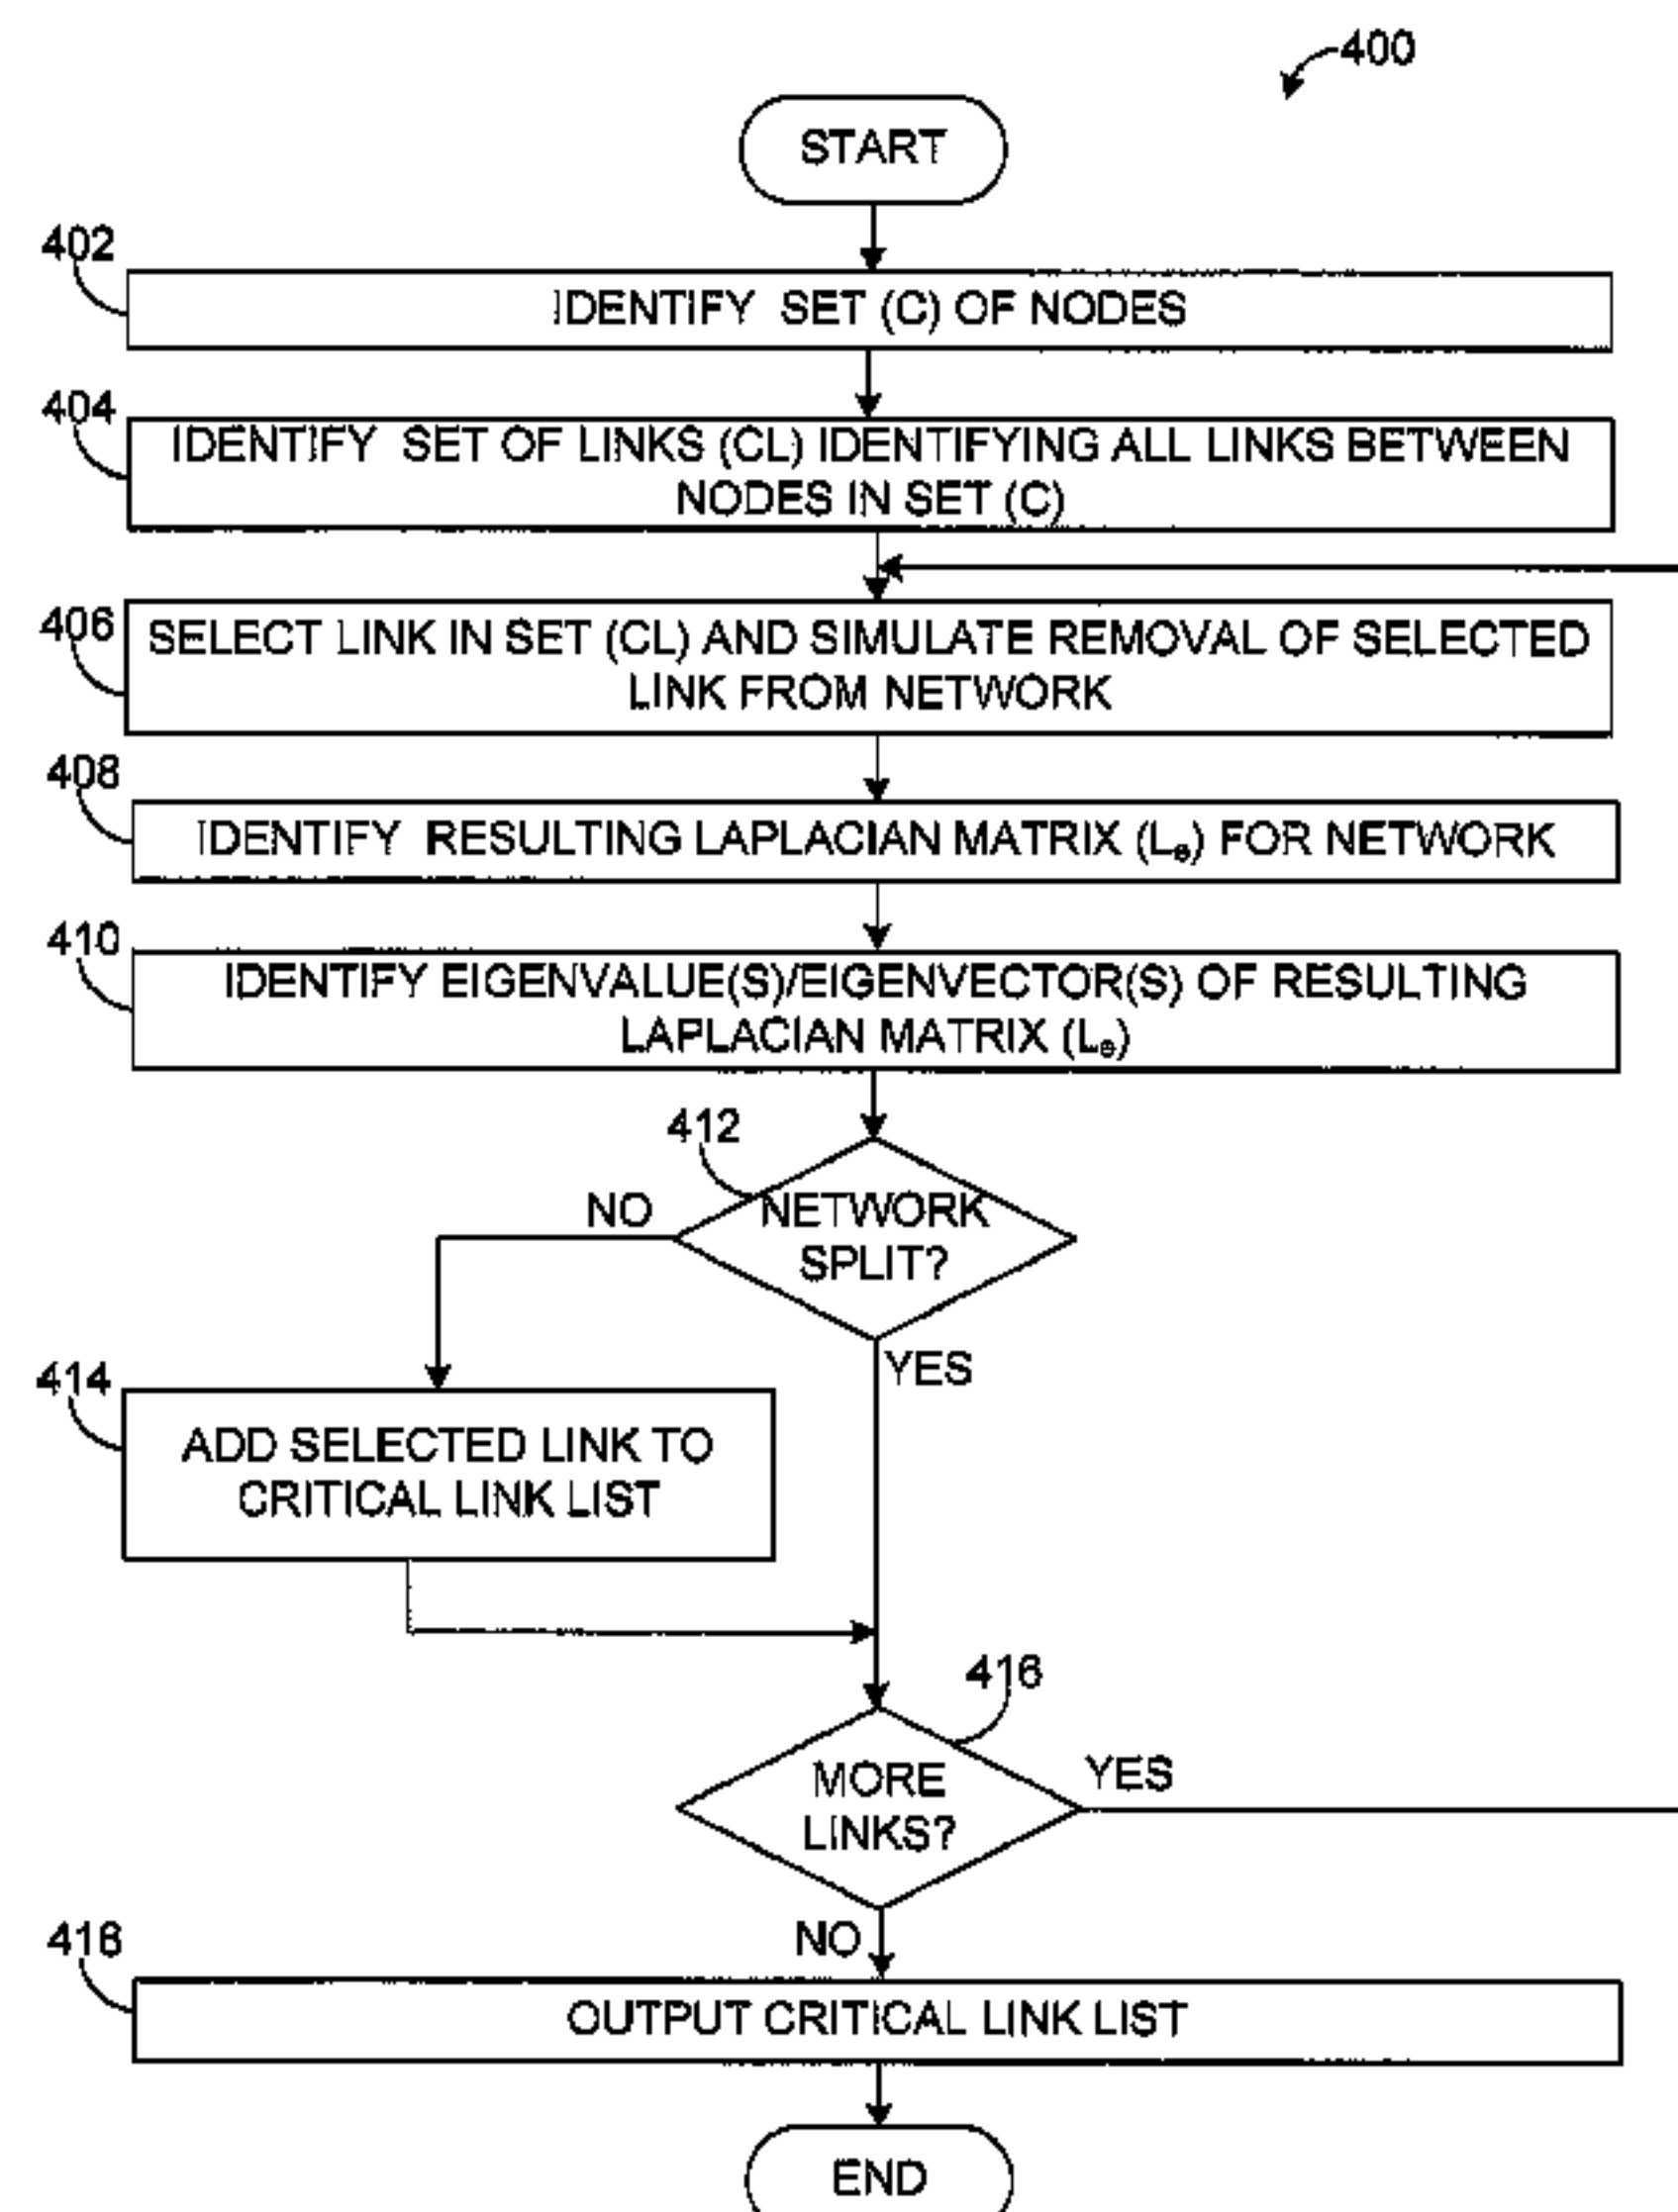 400
START
402
IDENTIFY SET (C) OF NODES
404
IDENTIFY SET OF LINKS (CL) IDENTIFYING ALL LINKS BETWEEN
NODES IN SET (C)
406
SELECT LINK IN SET (CL) AND SIMULATE REMOVAL OF SELECTED
LINK FROM NETWORK
408
IDENTIFY RESULTING LAPLACIAN MATRIX (Le) FOR NETWORK
410
IDENTIFY EIGENVALUE(S)/EIGENVECTOR(S) OF RESULTING
LAPLACIAN MATRIX (Le)
412
NETWORK
SPLIT?
NO
YES
414
ADD SELECTED LINK TO
CRITICAL LINK LIST
416
MORE
LINKS?
YES
NO
418
OUTPUT CRITICAL LINK LIST
END